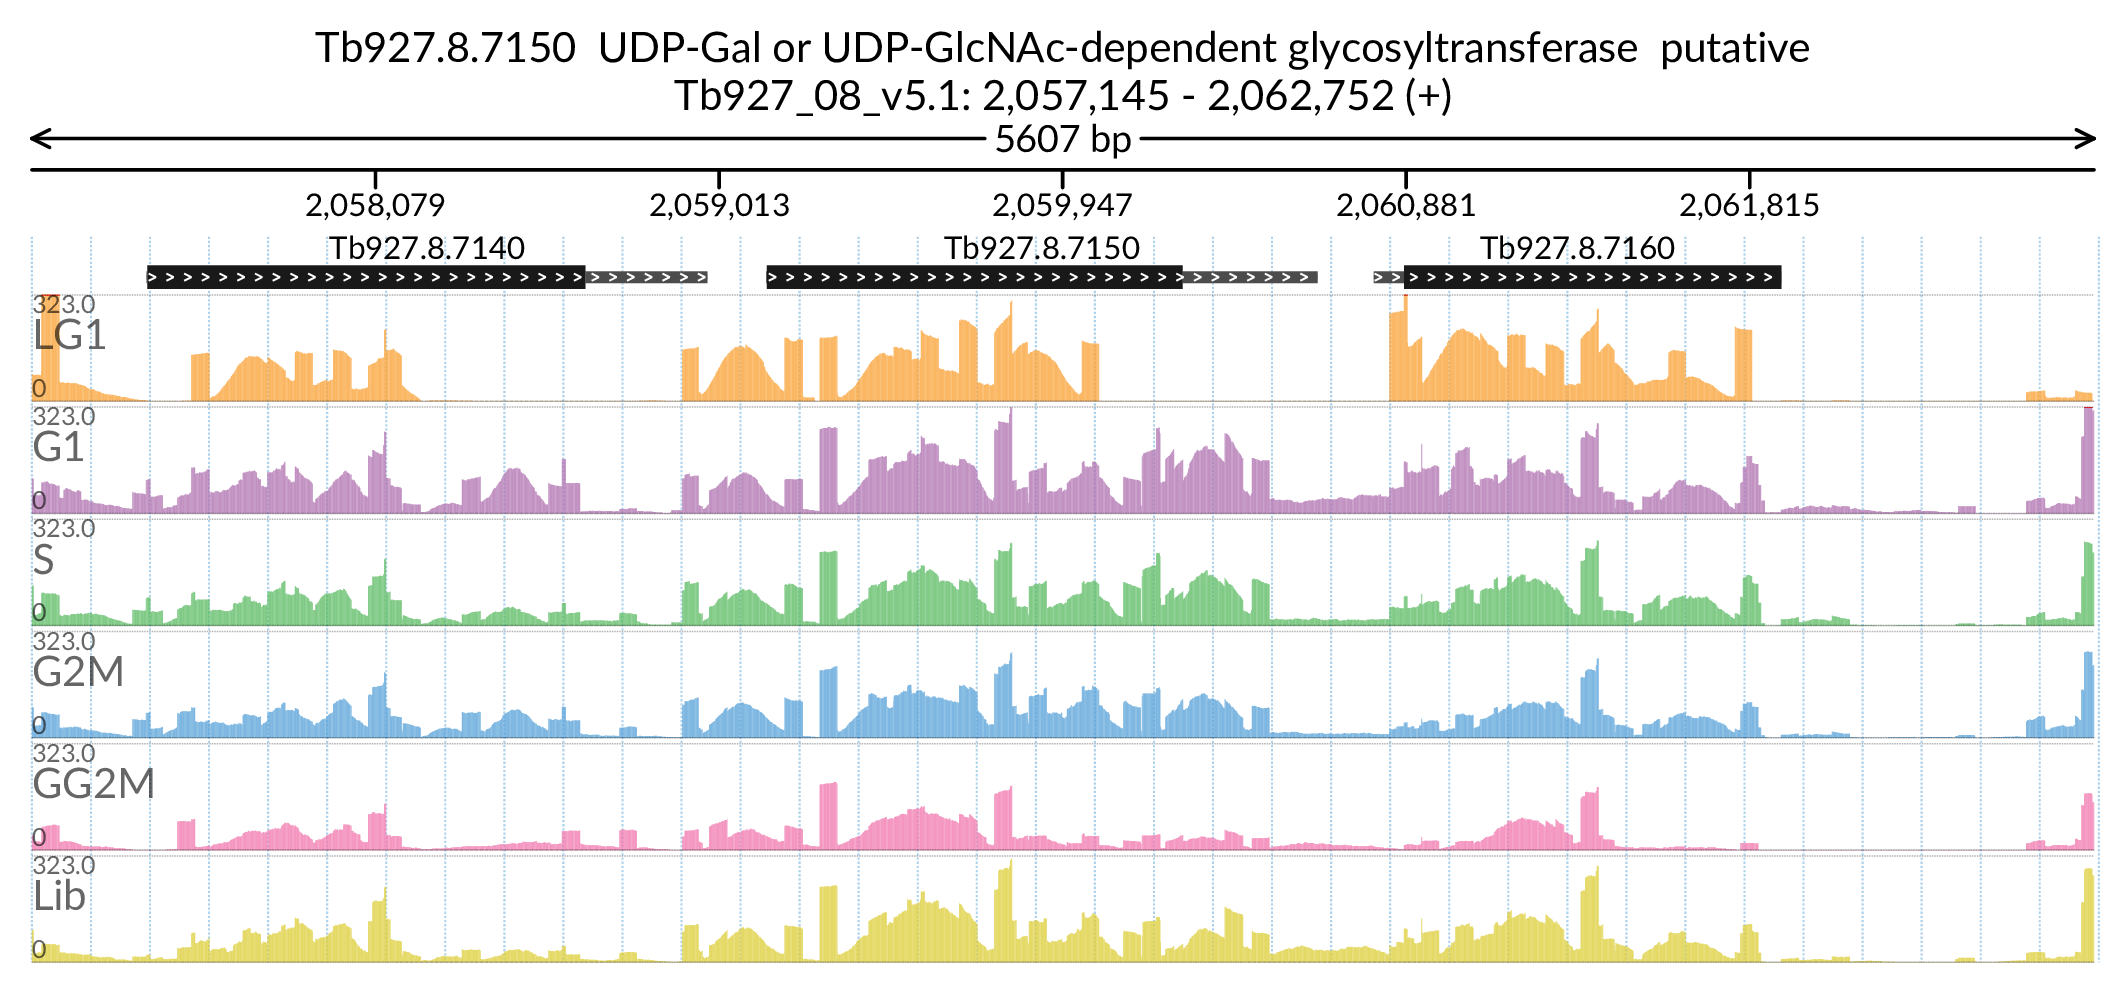 Tb927.8.7150  UDP-Gal or UDP-GlcNAc-dependent glycosyltransferase  putative
Tb927_08_v5.1: 2,057,145 - 2,062,752 (+)
5607 bp
2,058,079 2,059,013 2,059,947 2,060,881 2,061,815
Tb927.8.7140 Tb927.8.7150 Tb927.8.7160
323.0
LG1
0
323.0
G1
0
323.0
S
0
323.0
G2M
0
323.0
GG2M
0
323.0
Lib
0